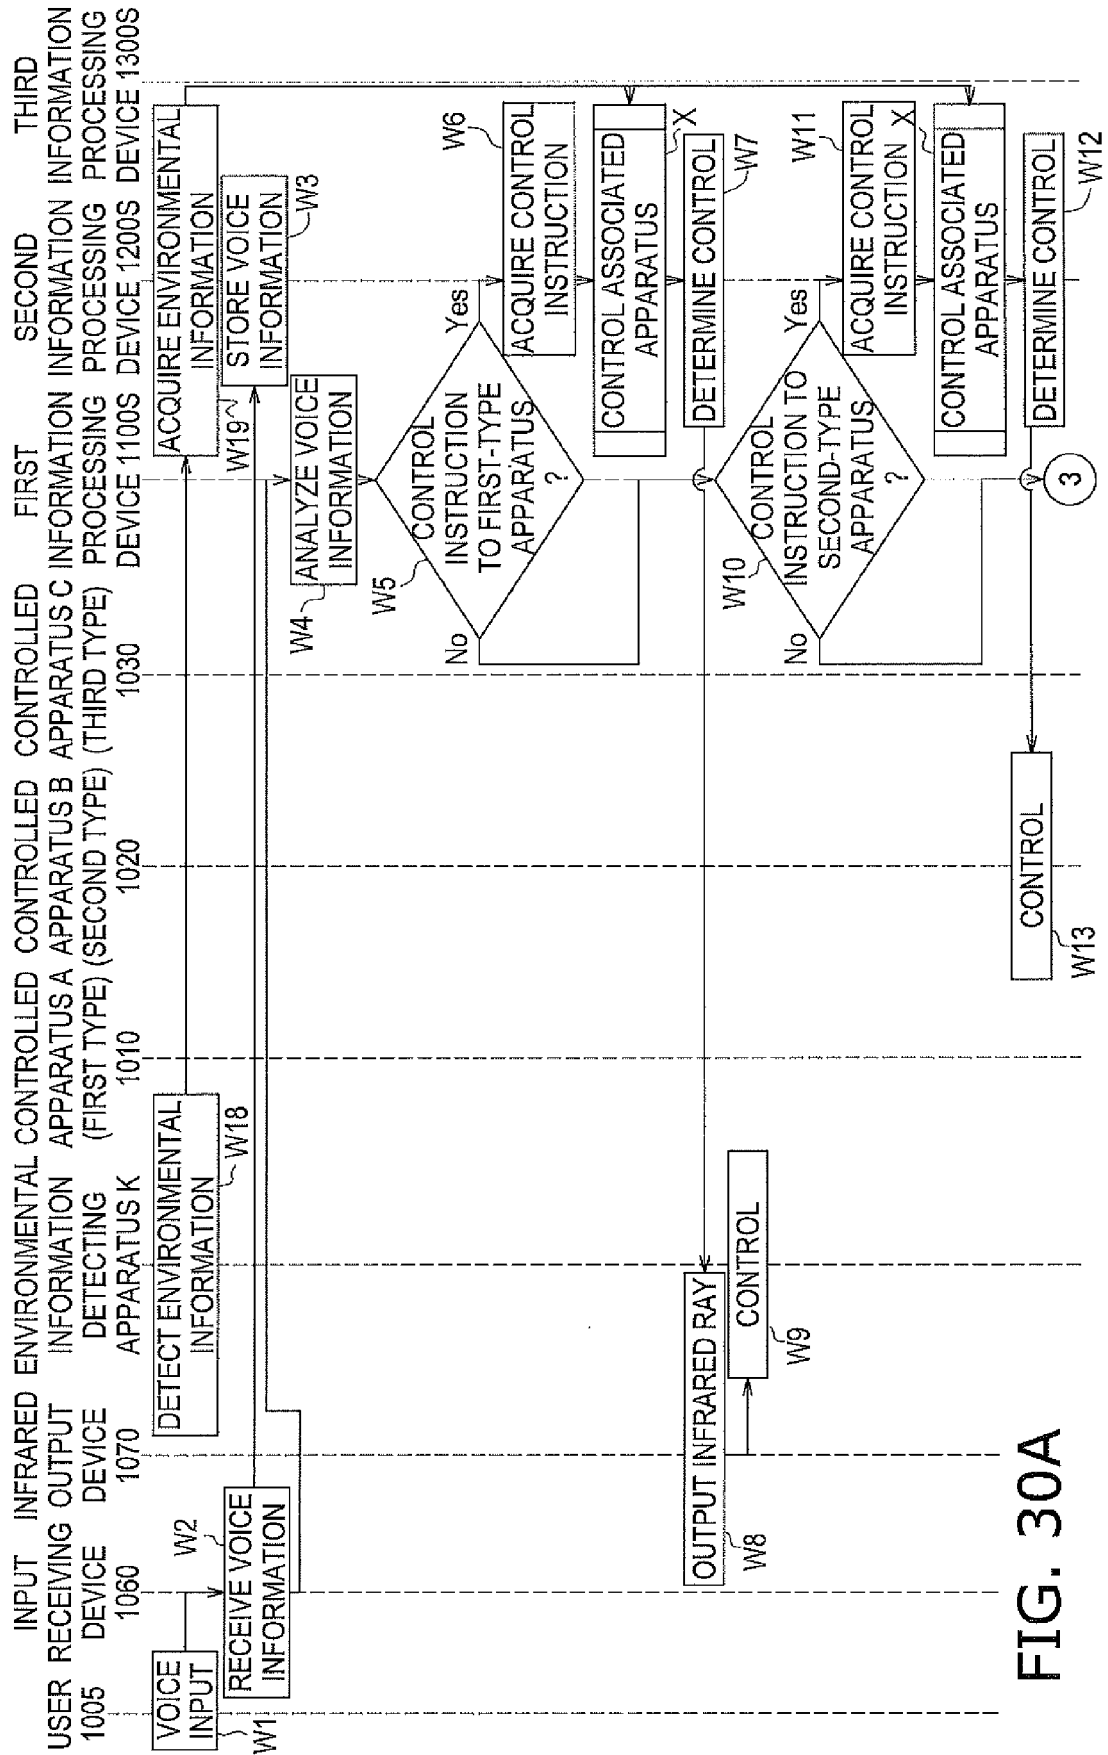 USER
1005
INPUT
RECEIVING
DEVICE
1060
INFRARED
OUTPUT
DEVICE
1070
ENVIRONMENTAL
INFORMATION
DETECTING
APPARATUS K
CONTROLLED
APPARATUS A
(FIRST TYPE)
1010
CONTROLLED
APPARATUS B
(SECOND TYPE)
1020
CONTROLLED
APPARATUS C
(THIRD TYPE)
1030
FIRST
INFORMATION
PROCESSING
DEVICE 1100S
SECOND
INFORMATION
PROCESSING
DEVICE 1200S
THIRD
INFORMATION
PROCESSING
DEVICE 1300S
VOICE
INPUT
W1
DETECT ENVIRONMENTAL
INFORMATION
W18
ACQUIRE ENVIRONMENTAL
INFORMATION
W19
W2
RECEIVE VOICE
INFORMATION
STORE VOICE
INFORMATION
W3
ANALYZE VOICE
INFORMATION
W4
W5
CONTROL
INSTRUCTION
TO FIRST-TYPE
APPARATUS
?
No
Yes
W6
ACQUIRE CONTROL
INSTRUCTION
CONTROL ASSOCIATED
APPARATUS
X
DETERMINE CONTROL
W7
OUTPUT INFRARED RAY
W8
CONTROL
W9
W10
CONTROL
INSTRUCTION TO
SECOND-TYPE
APPARATUS
?
No
Yes
W11
ACQUIRE CONTROL
INSTRUCTION
X
CONTROL ASSOCIATED
APPARATUS
DETERMINE CONTROL
W12
CONTROL
W13
3
FIG. 30A